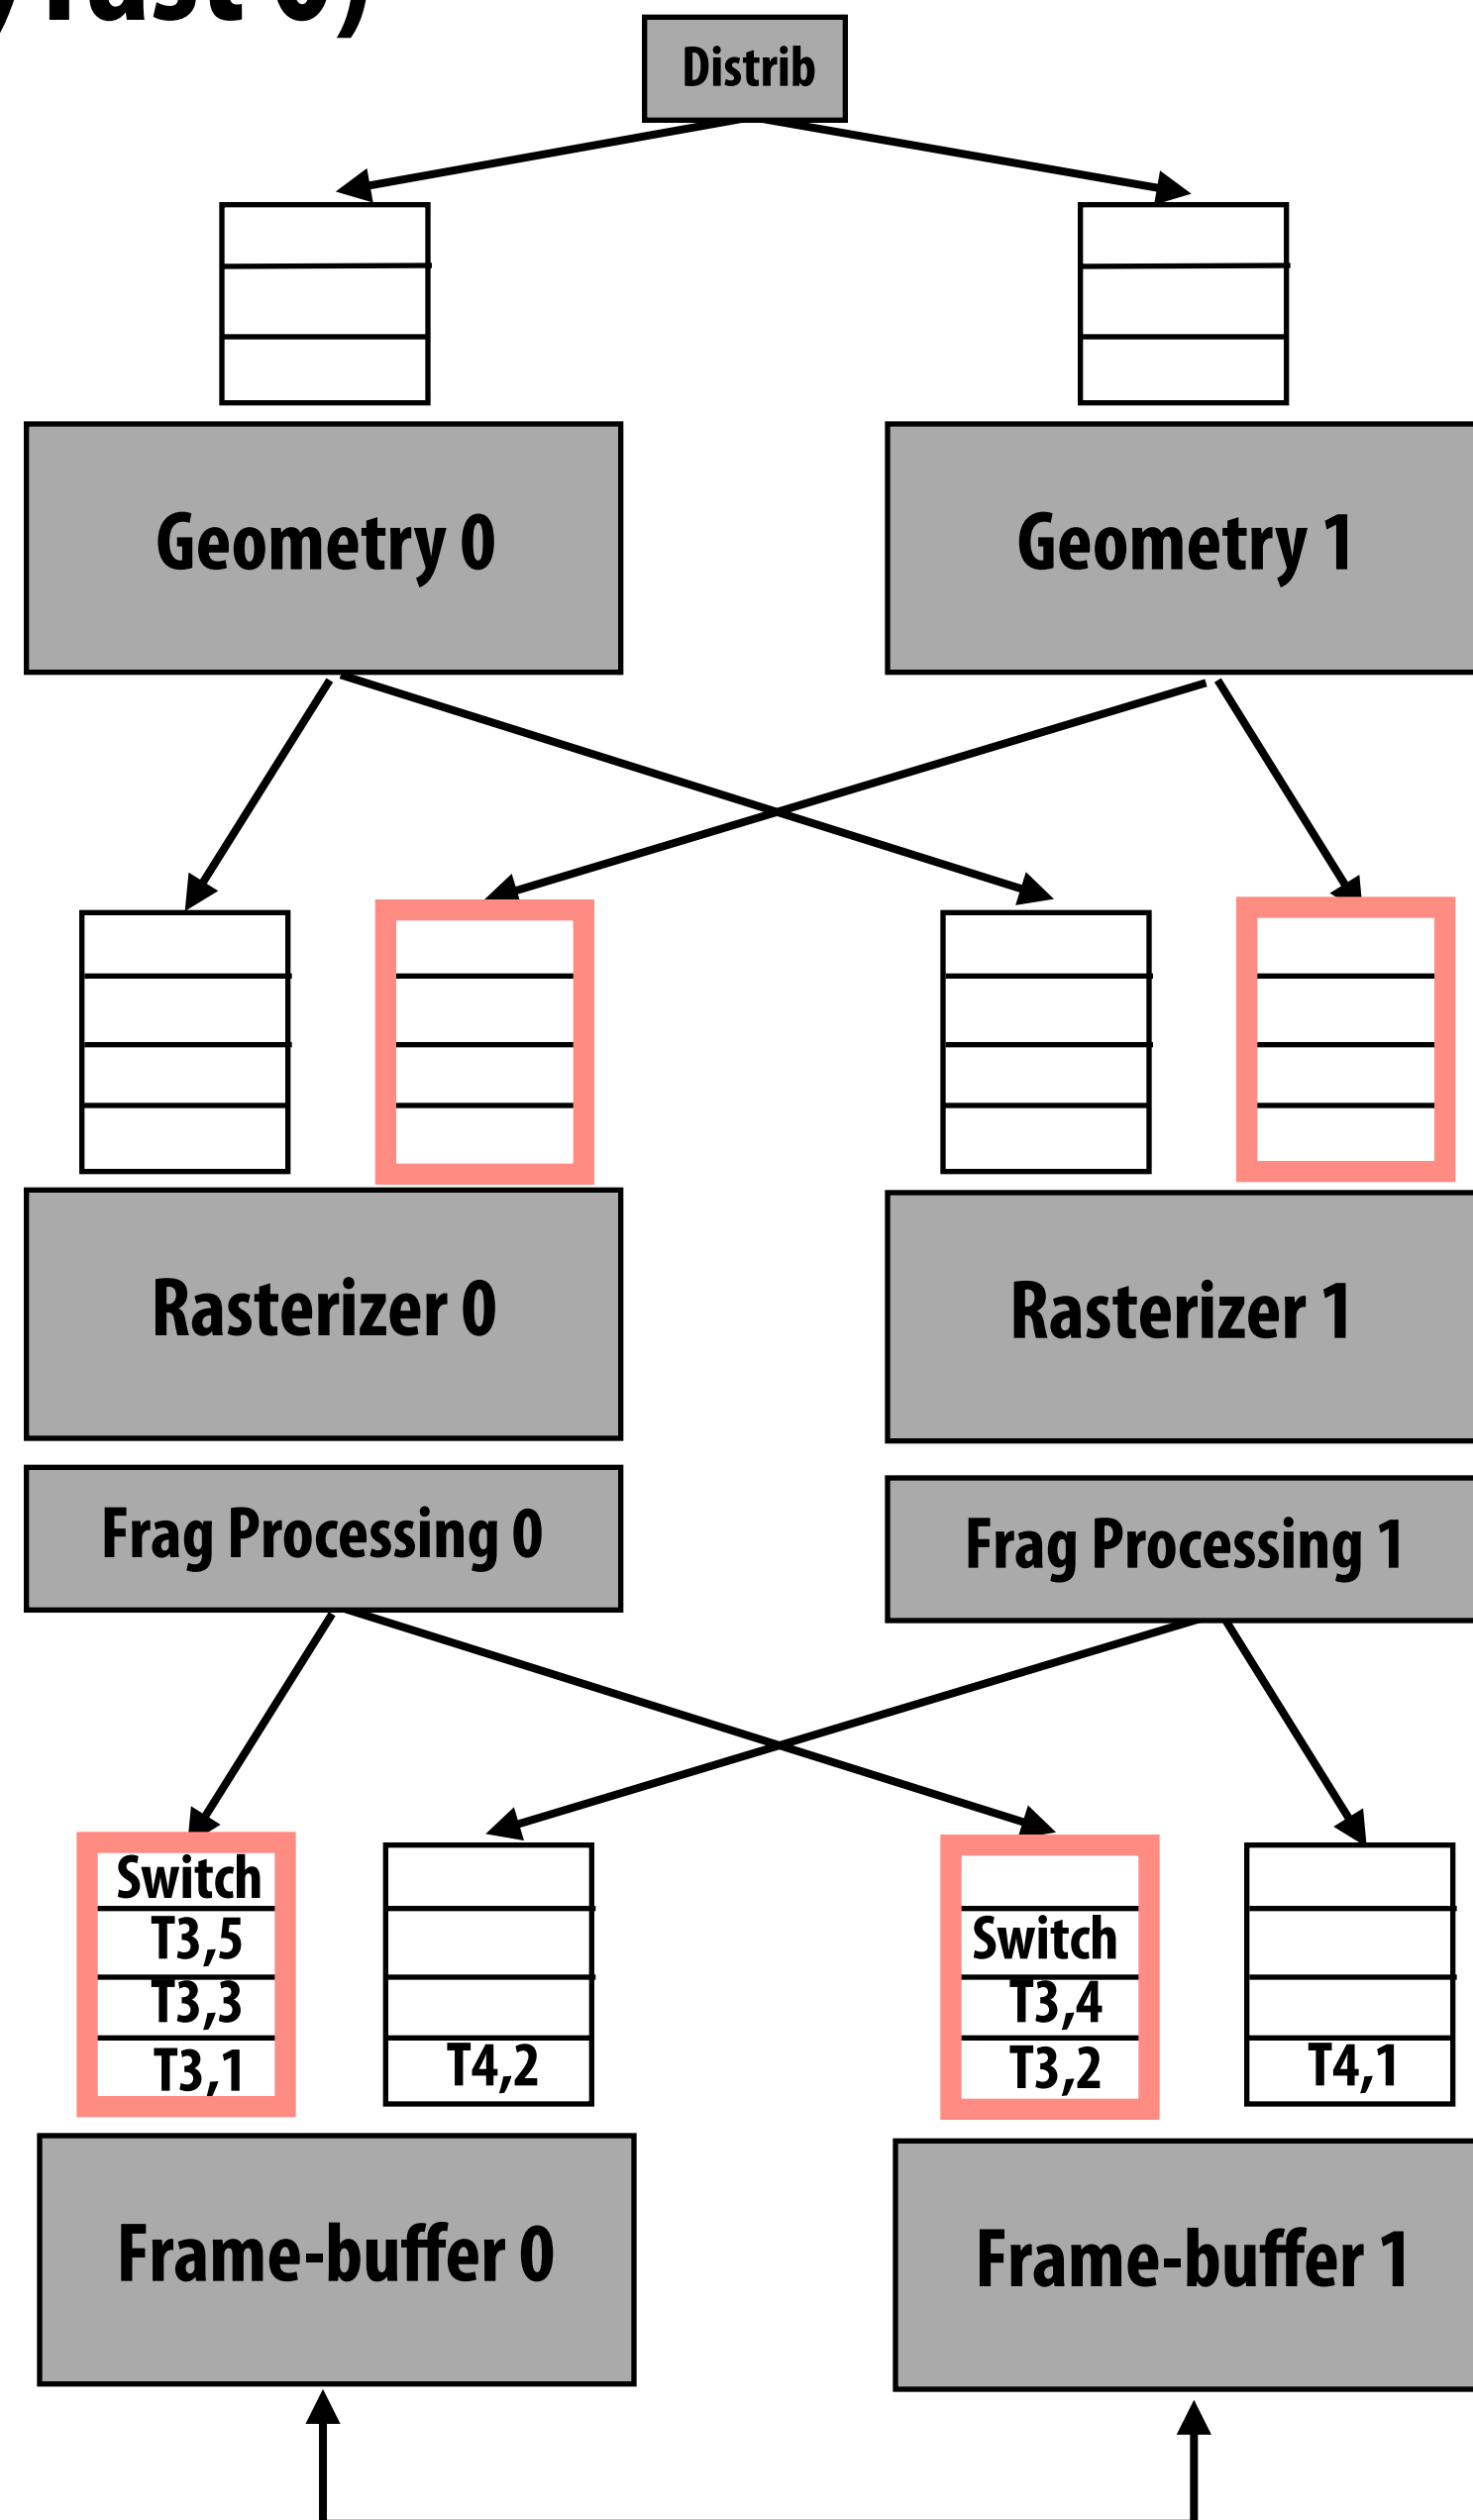 Distrib
Geometry 0
Geometry 1
Rasterizer 0
Rasterizer 1
Frag Processing 0
Frag Processing 1
Switch
T3,5
T3,3
T3,1
T4,2
Switch
T3,4
T3,2
T4,1
Frame-buffer 0
Frame-buffer 1